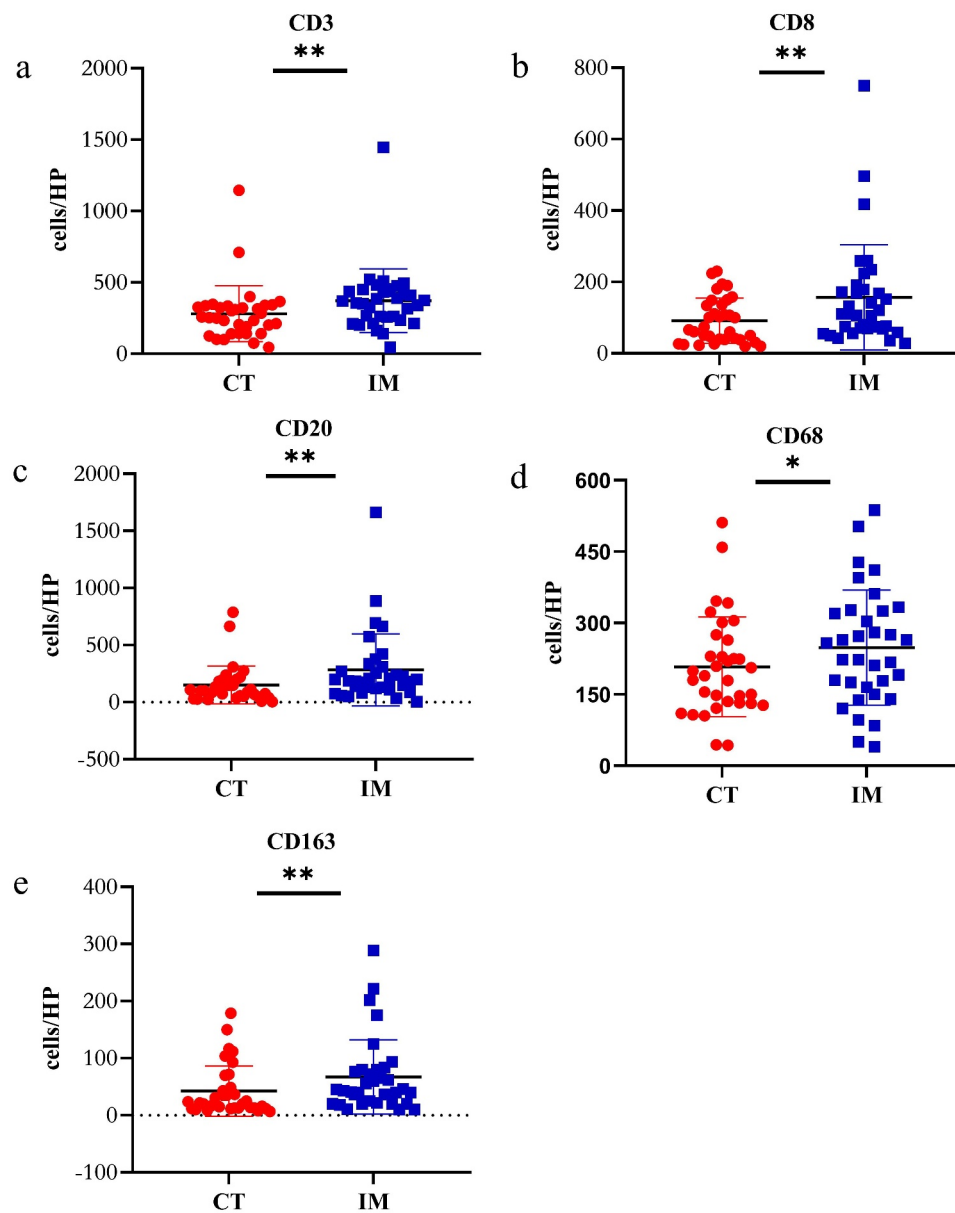 a
CD3
**
2000
1500
1000
500
0
cells/HP
CT
IM
b
CD8
**
800
600
400
200
0
cells/HP
CT
IM
c
CD20
**
2000
1500
1000
500
0
-500
cells/HP
CT
IM
d
CD68
*
600
450
300
150
0
cells/HP
CT
IM
e
CD163
**
400
300
200
100
0
-100
cells/HP
CT
IM